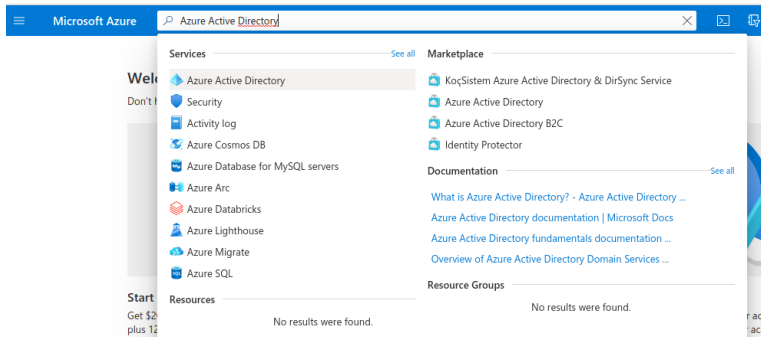 Microsoft Azure
Azure Active Directory
Services
See all
Azure Active Directory
Security
Activity log
Azure Cosmos DB
Azure Database for MySQL servers
Azure Arc
Azure Databricks
Azure Lighthouse
Azure Migrate
Azure SQL
Resources
No results were found.
Marketplace
KoçSistem Azure Active Directory & DirSync Service
Azure Active Directory
Azure Active Directory B2C
Identity Protector
Documentation
See all
What is Azure Active Directory? - Azure Active Directory ...
Azure Active Directory documentation | Microsoft Docs
Azure Active Directory fundamentals documentation ...
Overview of Azure Active Directory Domain Services ...
Resource Groups
No results were found.
Welc
Don't h
Start
Get $20
plus 12